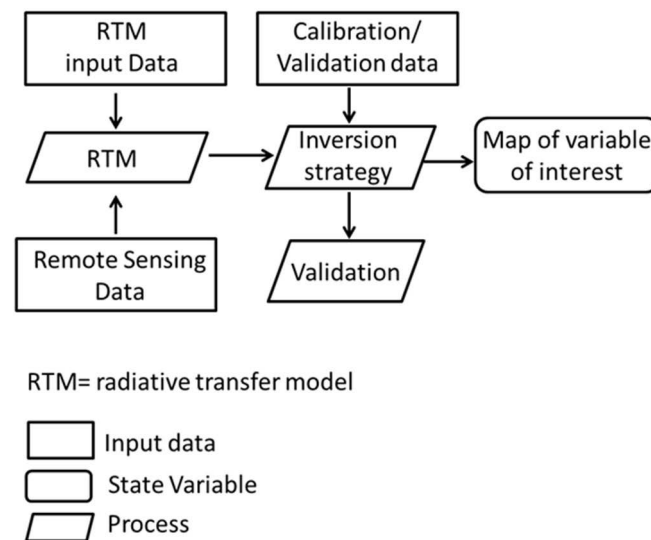 RTM
input Data
Calibration/
Validation data
RTM
Inversion
strategy
Map of variable
of interest
Remote Sensing
Data
Validation
RTM= radiative transfer model
Input data
State Variable
Process